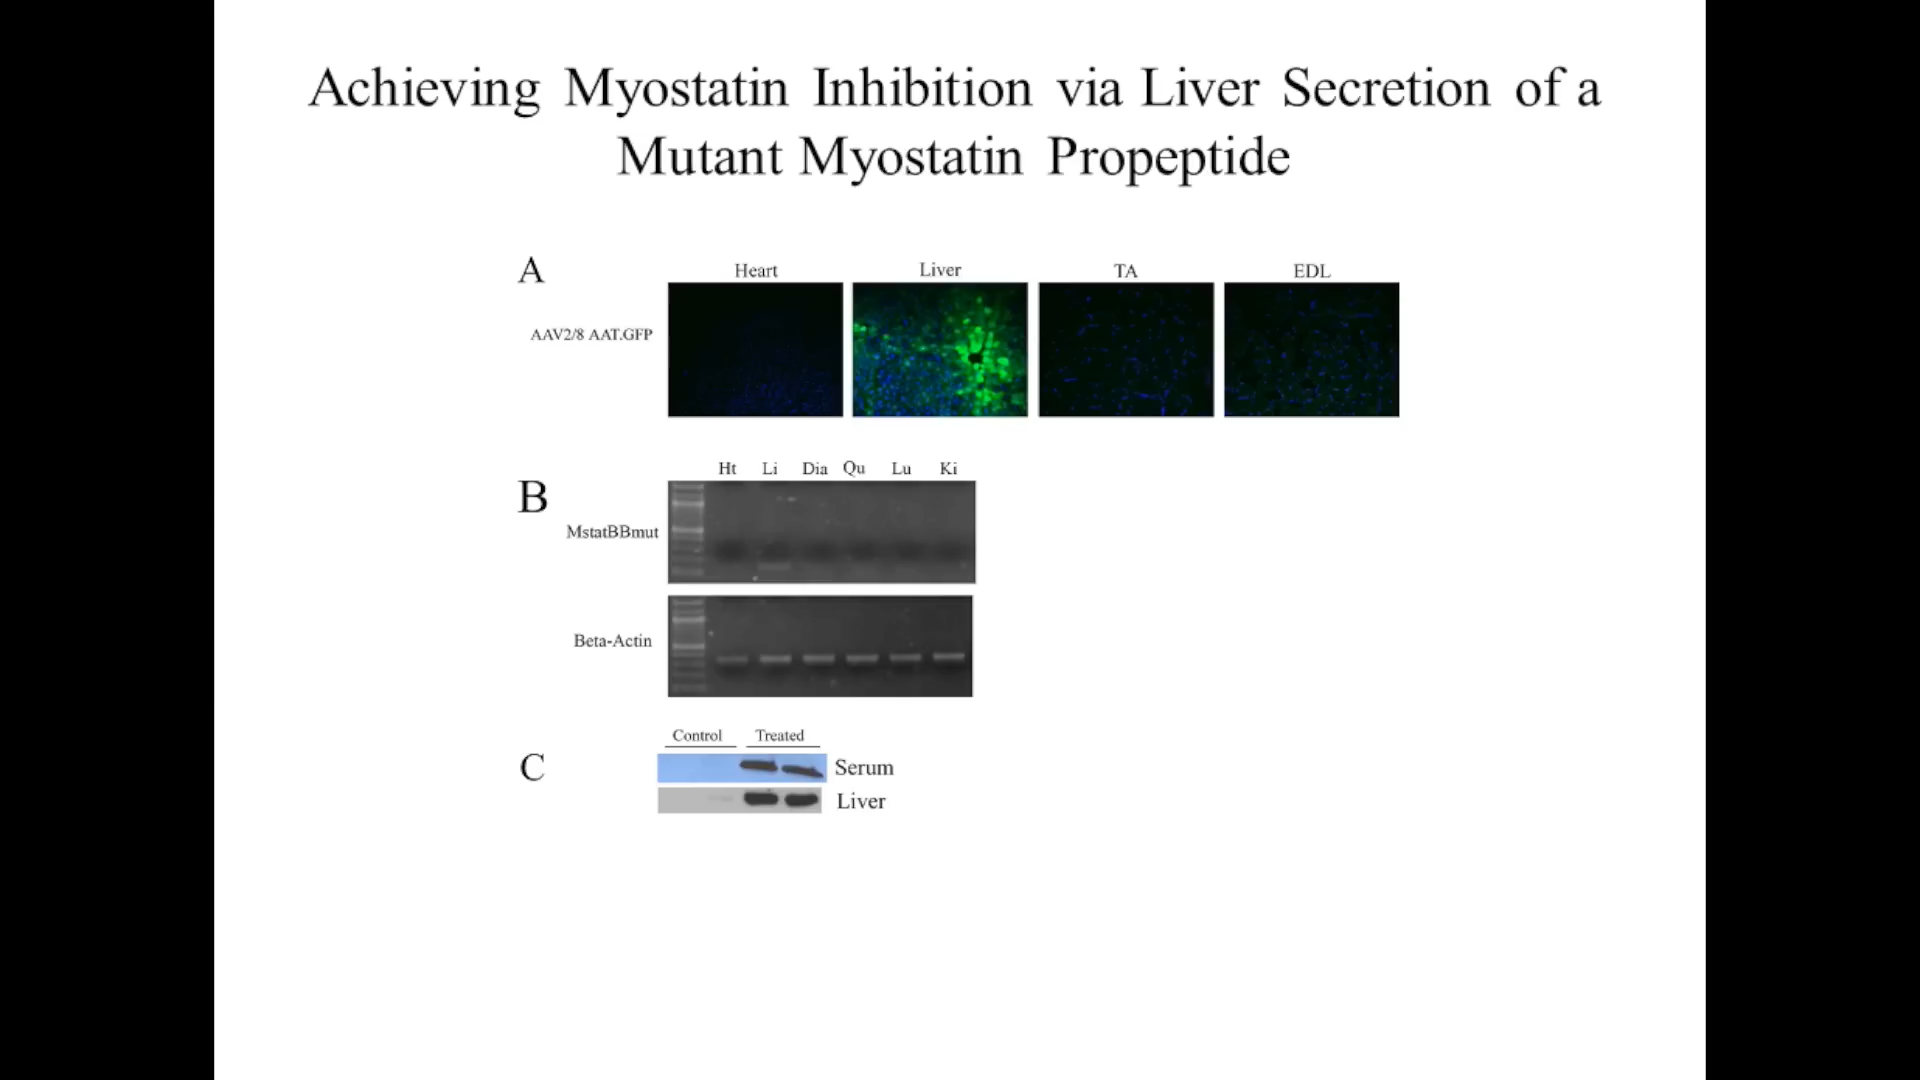 Achieving Myostatin Inhibition via Liver Secretion of a
Mutant Myostatin Propeptide
A
Heart Liver TA EDL
AAV2/8 AAT.GFP
B
Ht Li Dia Qu Lu Ki
MstatBBmut
Beta-Actin
C
Control Treated
Serum
Liver